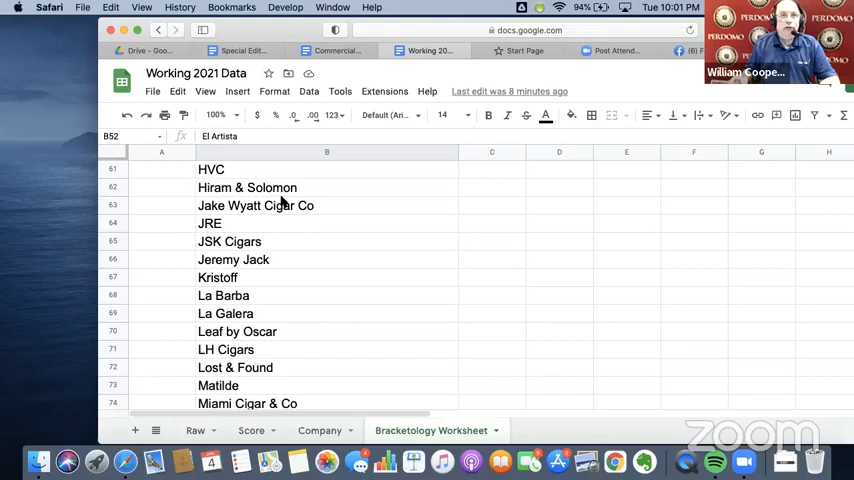 Safari File Edit View History Bookmarks Develop Window Help 94% Tue 10:01 PM
docs.google.com
Drive - Goo... Special Edit... Commercial... Working 20... Start Page Post Attend... (F
Working 2021 Data
File Edit View Insert Format Data Tools Extensions Help Last edit was 8 minutes ago
100% $ % .0 .00 123 Default (Ari... 14 B I S A
B52 fx El Artista
A B C D E F G H
61 HVC
62 Hiram & Solomon
63 Jake Wyatt Cigar Co
64 JRE
65 JSK Cigars
66 Jeremy Jack
67 Kristoff
68 La Barba
69 La Galera
70 Leaf by Oscar
71 LH Cigars
72 Lost & Found
73 Matilde
74 Miami Cigar & Co
+ Raw Score Company Bracketology Worksheet
PERDOMO PERDOMO
William Coope...
zoom